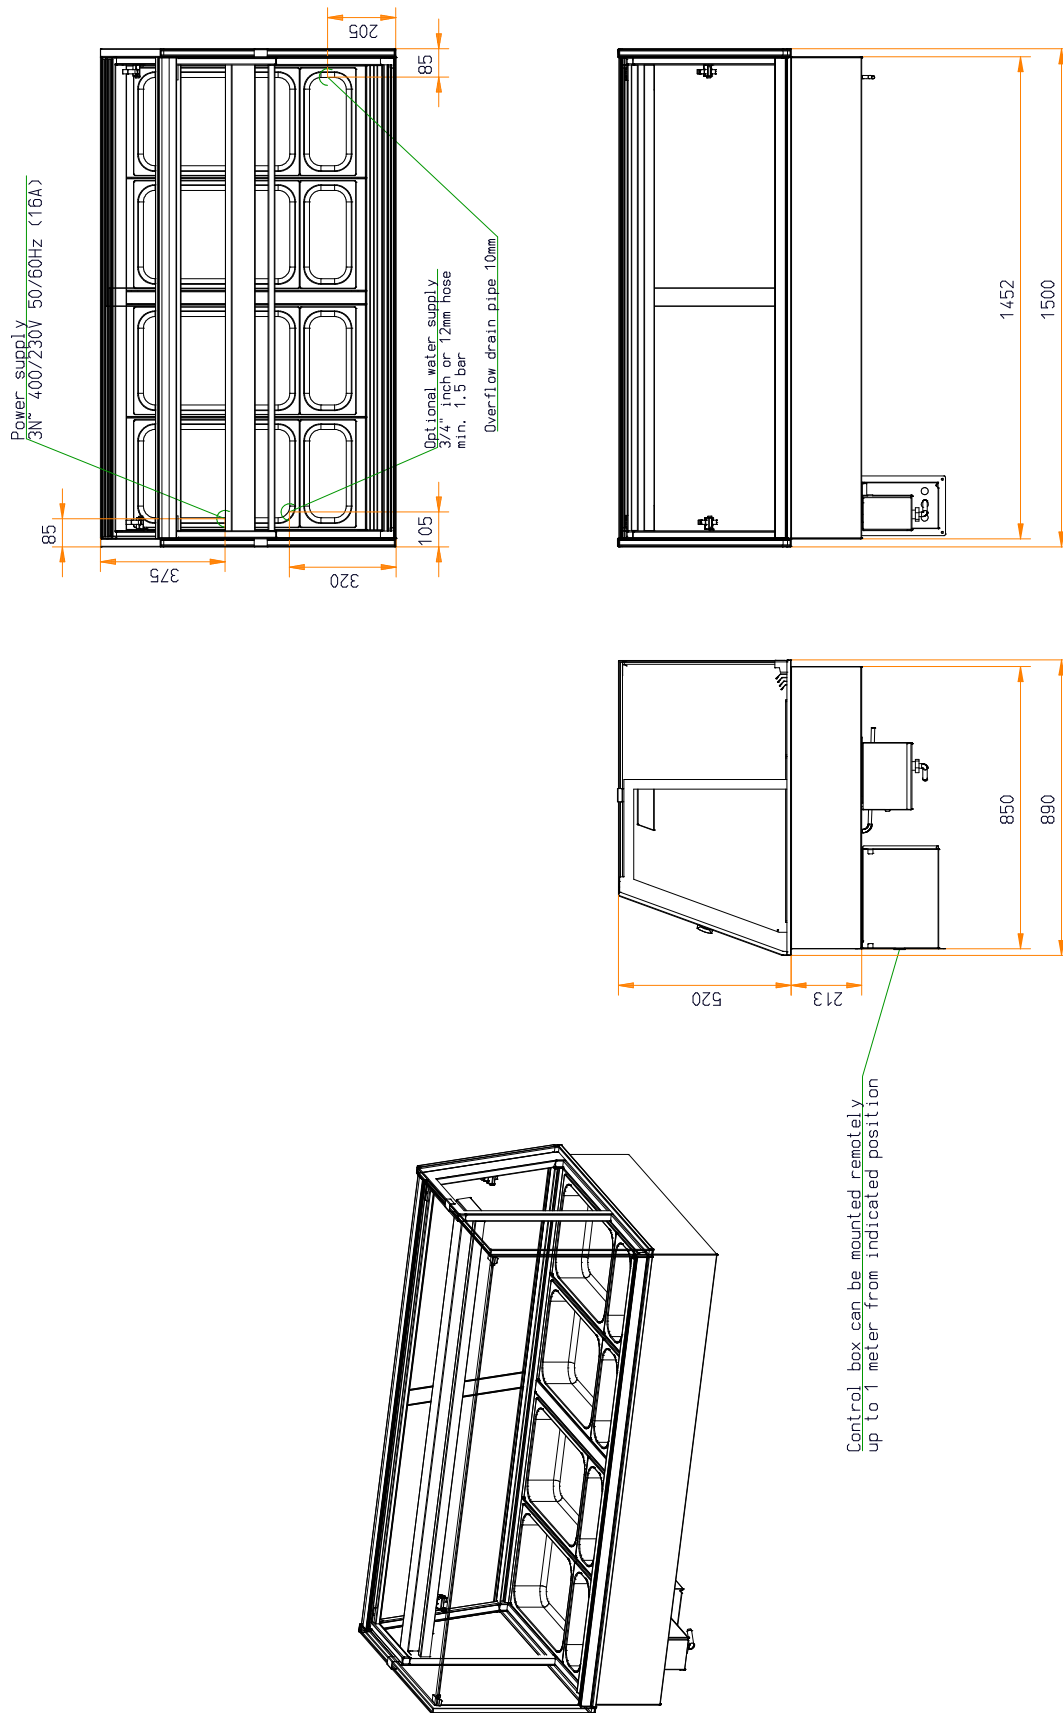 Power supply
3N~ 400/230V 50/60Hz (16A)
85
375
320
105
Optional water supply
3/4" inch or 12mm hose
min. 1.5 bar
Overflow drain pipe 10mm
205
85
1452
1500
520
213
850
890
Control box can be mounted remotely
up to 1 meter from indicated position